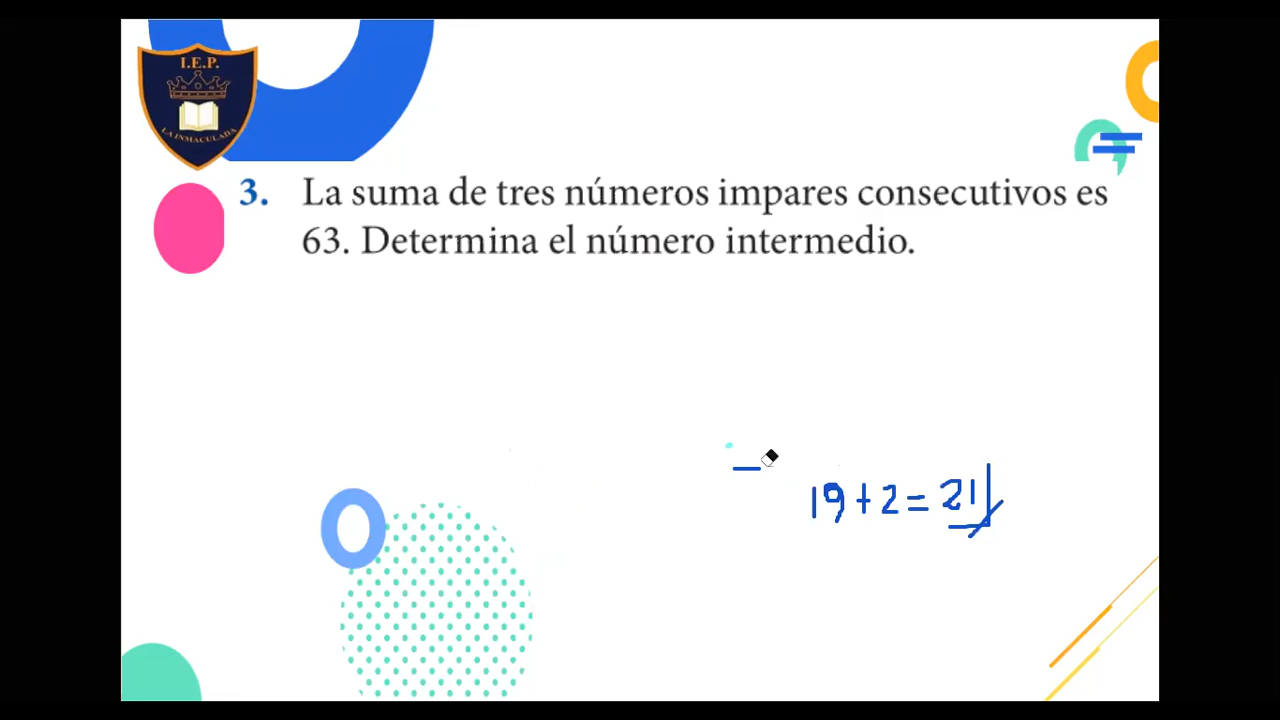 I.E.P.
LA INMACULADA
3. La suma de tres números impares consecutivos es
63. Determina el número intermedio.
19+2=21